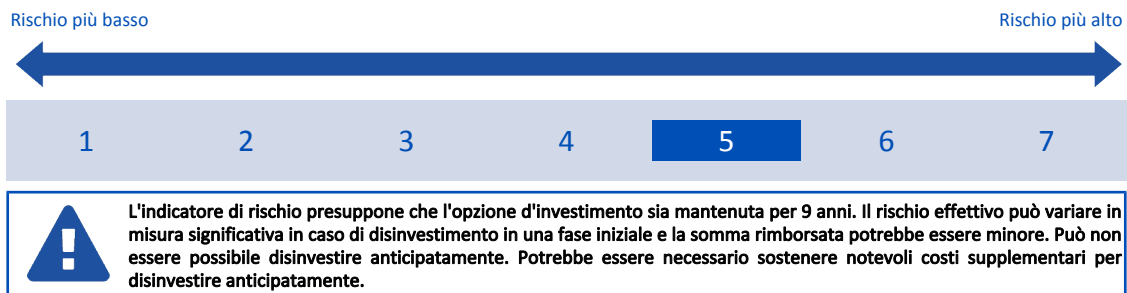 Rischio più basso Rischio più alto
1 2 3 4 5 6 7
L'indicatore di rischio presuppone che l'opzione d'investimento sia mantenuta per 9 anni. Il rischio effettivo può variare in
misura significativa in caso di disinvestimento in una fase iniziale e la somma rimborsata potrebbe essere minore. Può non
essere possibile disinvestire anticipatamente. Potrebbe essere necessario sostenere notevoli costi supplementari per
disinvestire anticipatamente.